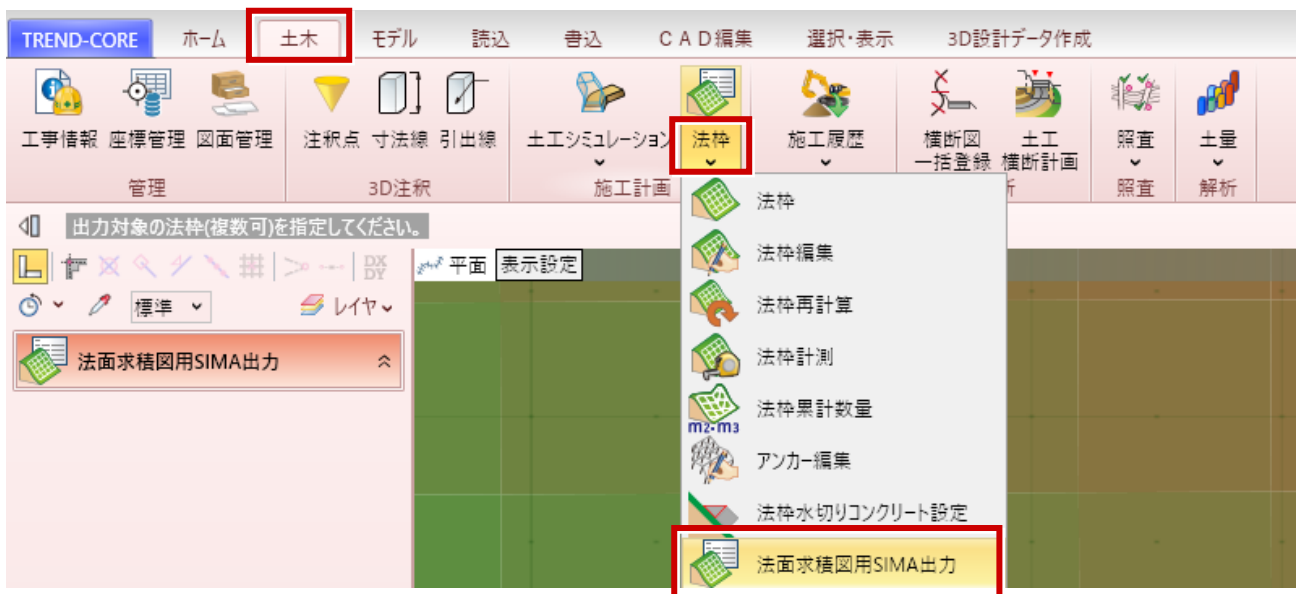 TREND-CORE ホーム 土木 モデル 読込 書込 CAD編集 選択・表示 3D設計データ作成
工事情報 座標管理 図面管理 注釈点 寸法線 引出線 土工シミュレーション 法枠 施工履歴 横断図 土工 照査 土量
一括登録 横断計画
管理 3D注釈 施工計画 照査 解析
出力対象の法枠(複数可)を指定してください。
DX
DY
平面 表示設定
標準 レイヤ
法面求積図用SIMA出力
法枠
法枠編集
法枠再計算
法枠計測
法枠累計数量
m2・m3
アンカー編集
法枠水切りコンクリート設定
法面求積図用SIMA出力